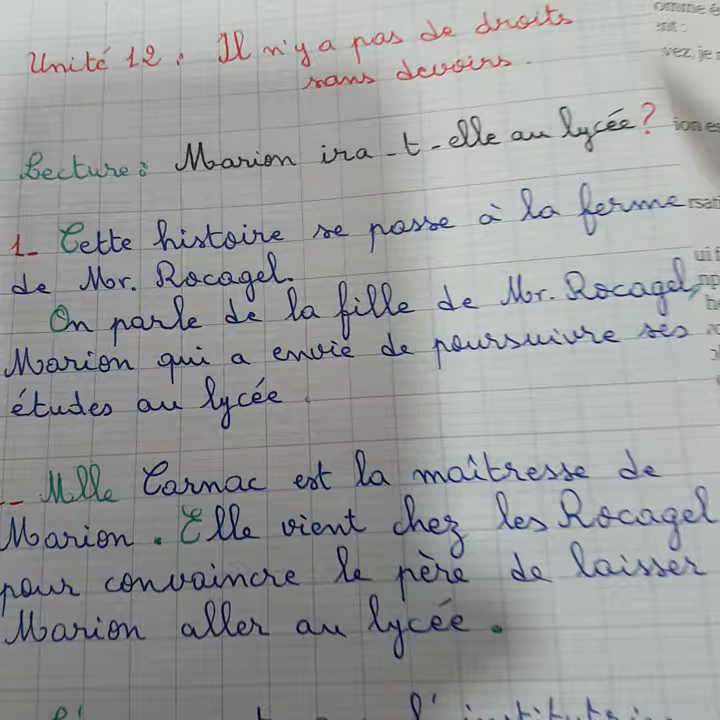 Unité 12 : Il n'y a pas de droits
sans devoirs.
Lecture : Marion ira-t-elle au lycée ?
1_ Cette histoire se passe à la ferme
de Mr. Rocagel.
On parle de la fille de Mr. Rocagel,
Marion qui a envie de poursuivre ses
études au lycée.
_ Mlle Carnac est la maîtresse de
Marion. Elle vient chez les Rocagel
pour convaincre le père de laisser
Marion aller au lycée.